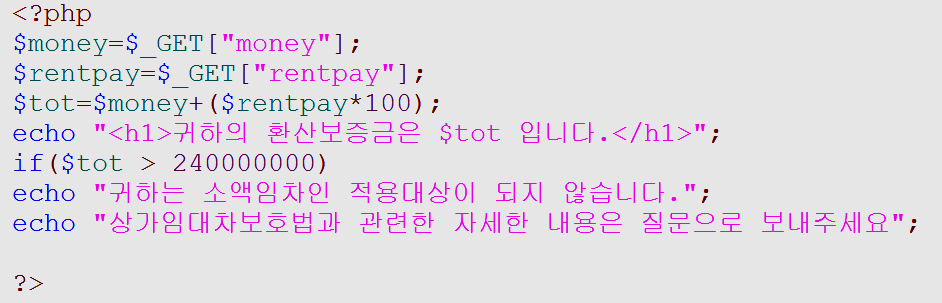 <?php
$money=$_GET["money"];
$rentpay=$_GET["rentpay"];
$tot=$money+($rentpay*100);
echo "<h1>귀하의 환산보증금은 $tot 입니다.</h1>";
if($tot > 240000000)
echo "귀하는 소액임차인 적용대상이 되지 않습니다.";
echo "상가임대차보호법과 관련한 자세한 내용은 질문으로 보내주세요";
?>